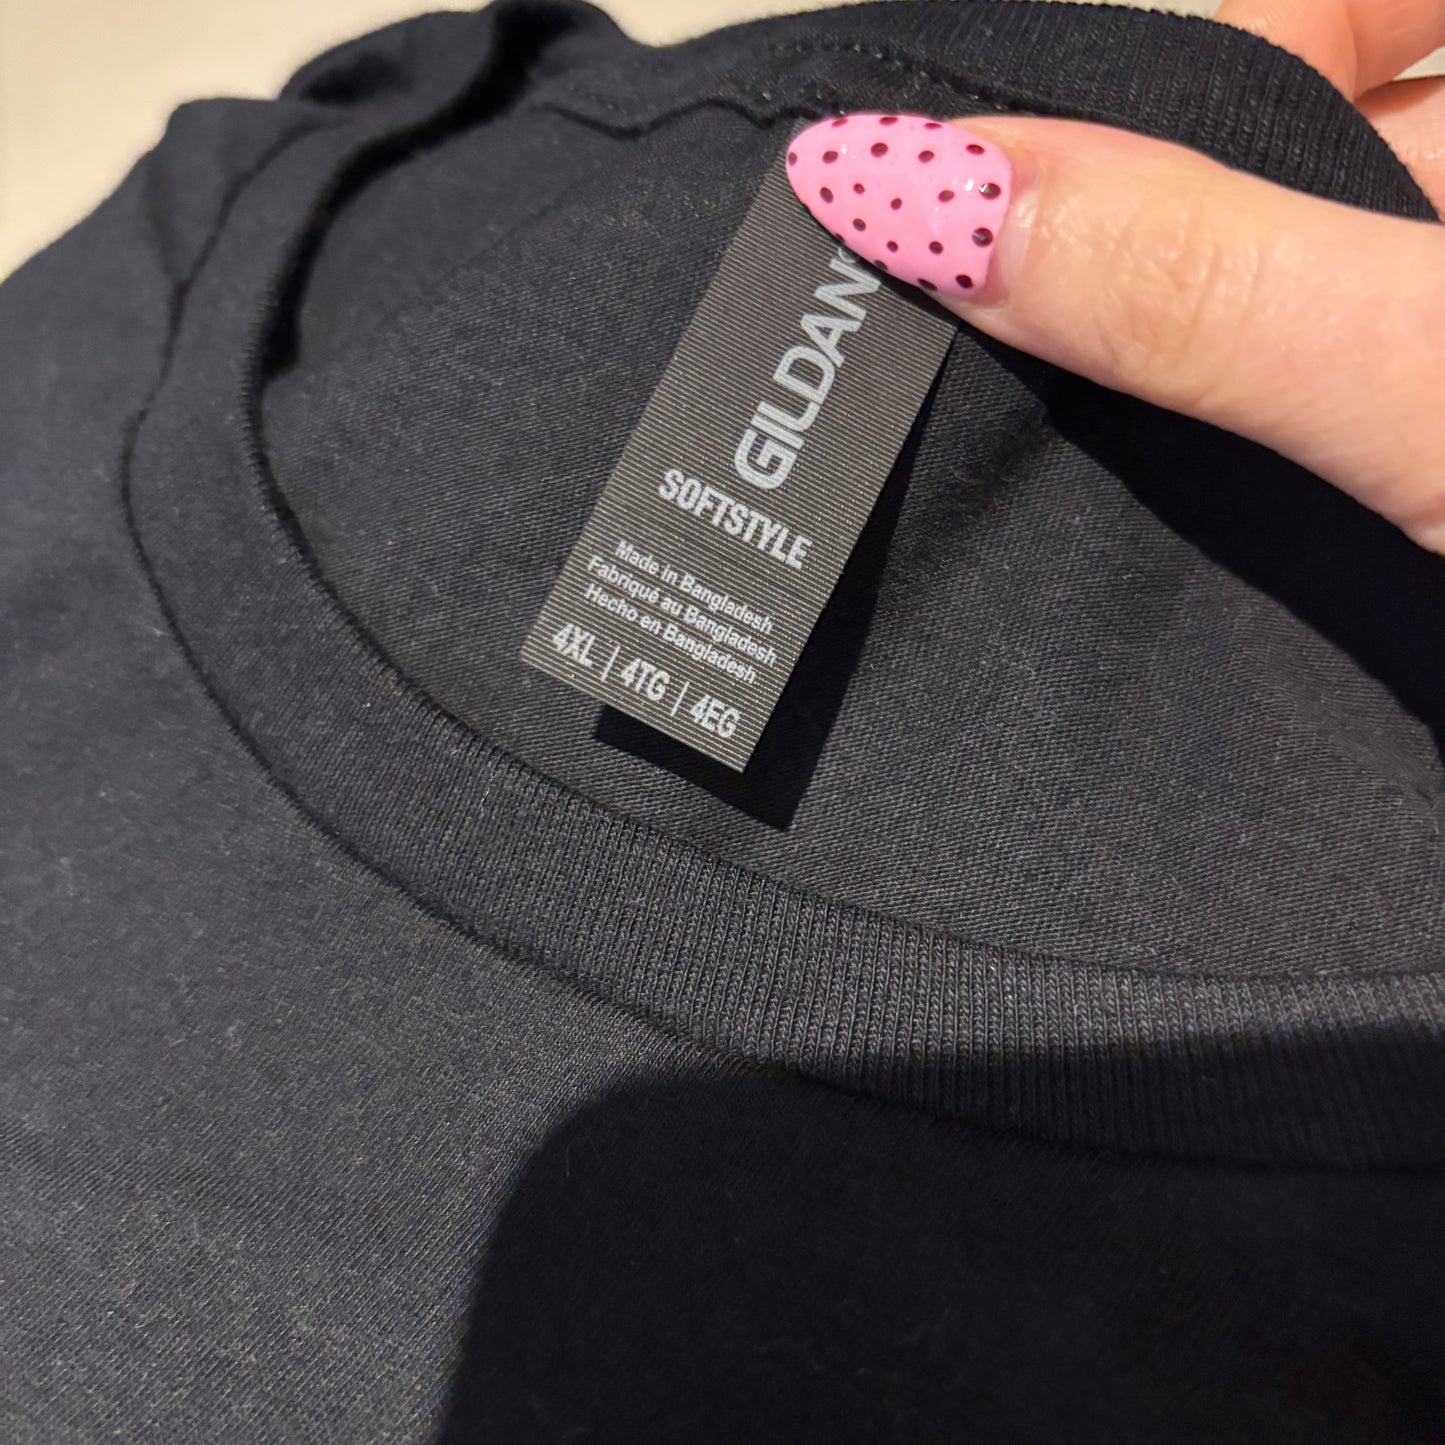 GILDAN
SOFTSTYLE
Made in Bangladesh
Fabriqué au Bangladesh
Hecho en Bangladesh
4XL | 4TG | 4EG